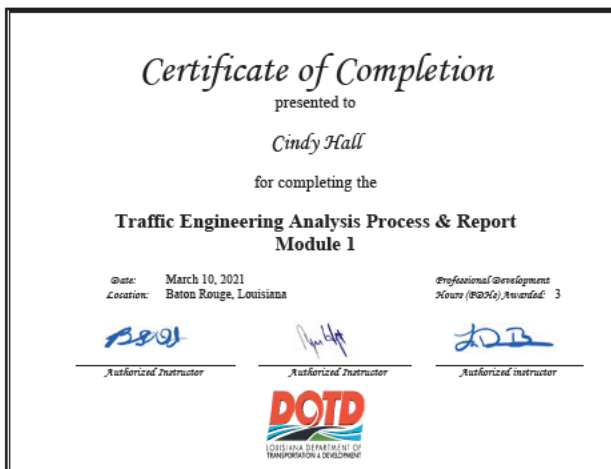 Certificate of Completion
presented to
Cindy Hall
for completing the
Traffic Engineering Analysis Process & Report
Module 1
Date: March 10, 2021
Location: Baton Rouge, Louisiana
Professional Development
Hours (PDHs) Awarded: 3
Authorized Instructor
Authorized Instructor
Authorized instructor
DOTD
LOUISIANA DEPARTMENT OF
TRANSPORTATION & DEVELOPMENT